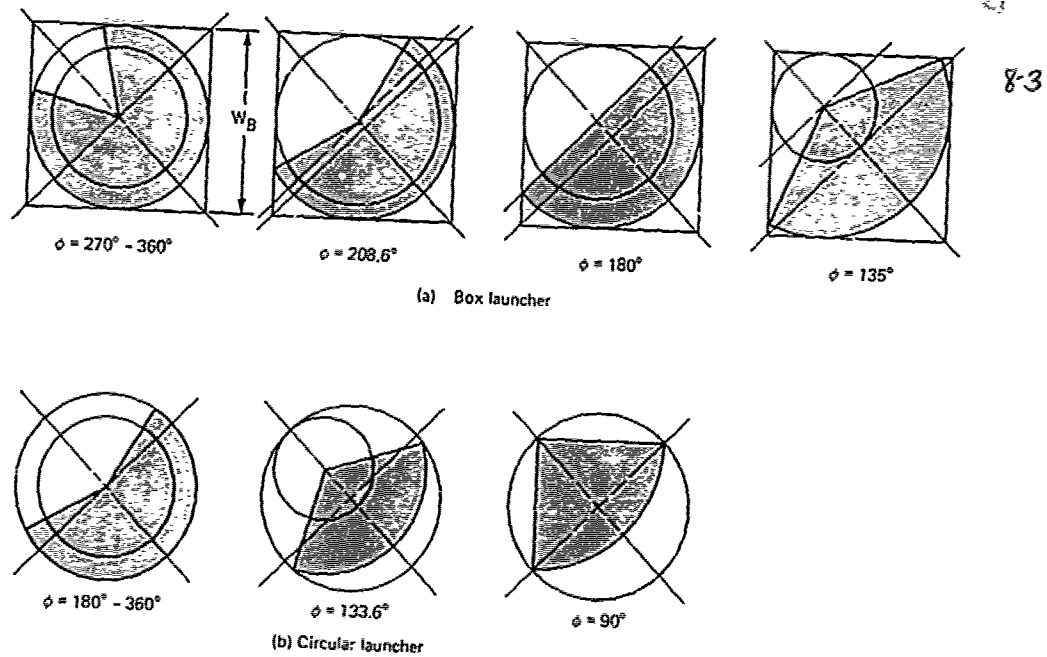 8-3
W_B
ϕ = 270° - 360°
ϕ = 208.6°
ϕ = 180°
ϕ = 135°
(a) Box launcher
ϕ = 180° - 360°
ϕ = 133.6°
ϕ = 90°
(b) Circular launcher